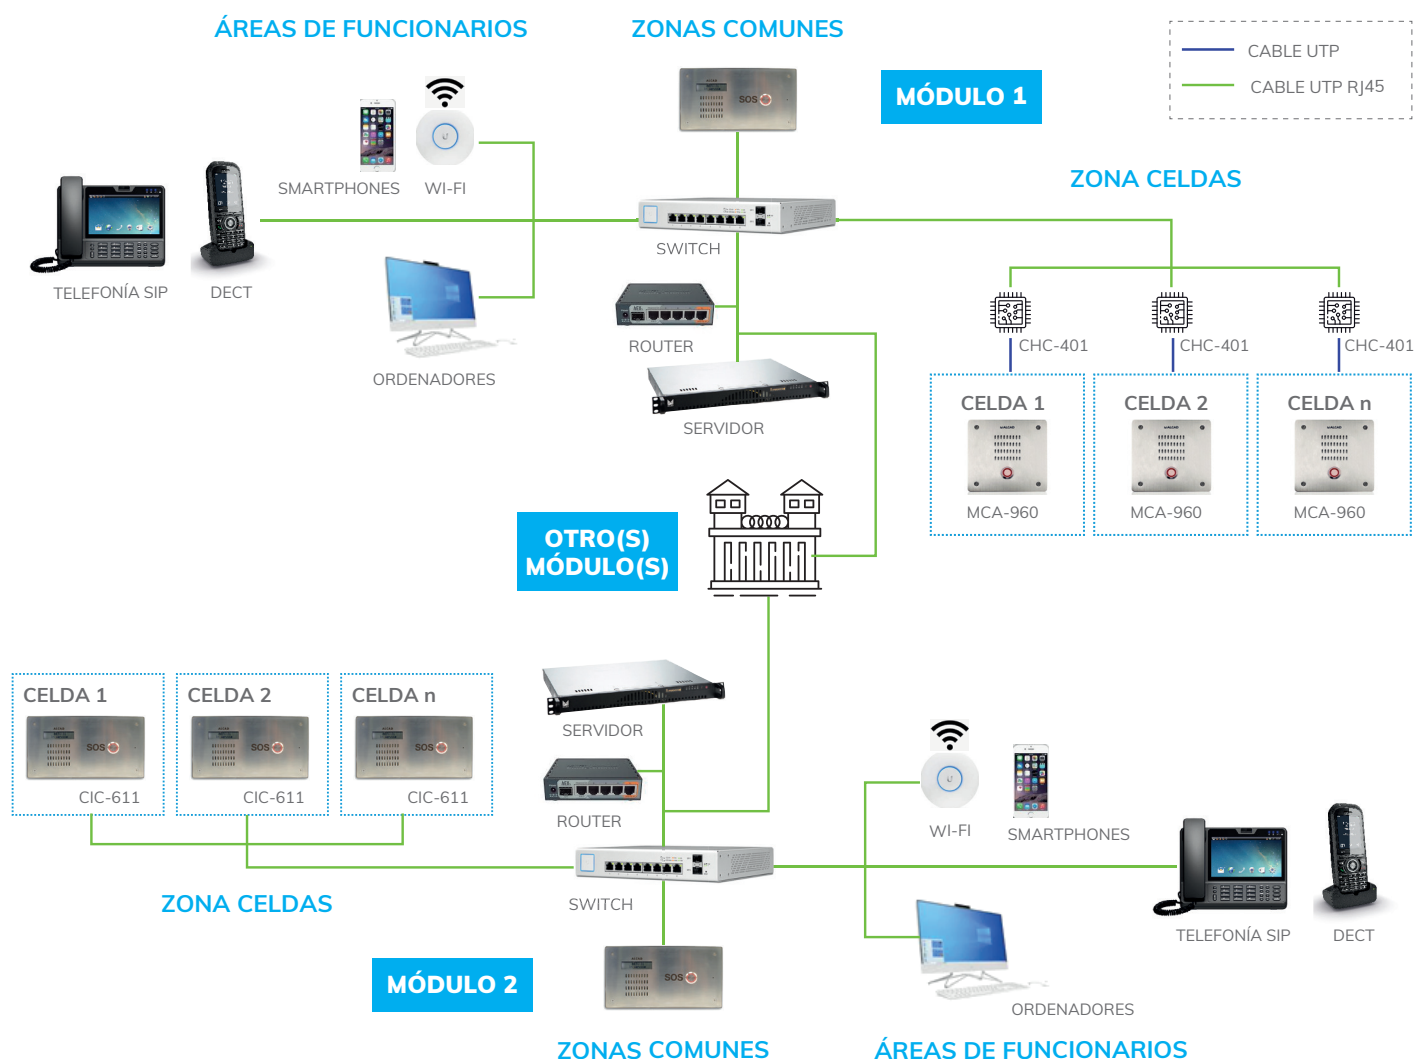 ÁREAS DE FUNCIONARIOS
ZONAS COMUNES
CABLE UTP
CABLE UTP RJ45
MÓDULO 1
SOS
SMARTPHONES
WI-FI
ZONA CELDAS
TELEFONÍA SIP
DECT
SWITCH
ROUTER
ORDENADORES
SERVIDOR
CHC-401
CHC-401
CHC-401
CELDA 1
CELDA 2
CELDA n
MCA-960
MCA-960
MCA-960
OTRO(S)
MÓDULO(S)
CELDA 1
CELDA 2
CELDA n
SOS
SOS
SOS
CIC-611
CIC-611
CIC-611
ZONA CELDAS
SERVIDOR
ROUTER
SWITCH
WI-FI
SMARTPHONES
TELEFONÍA SIP
DECT
ORDENADORES
MÓDULO 2
SOS
ZONAS COMUNES
ÁREAS DE FUNCIONARIOS